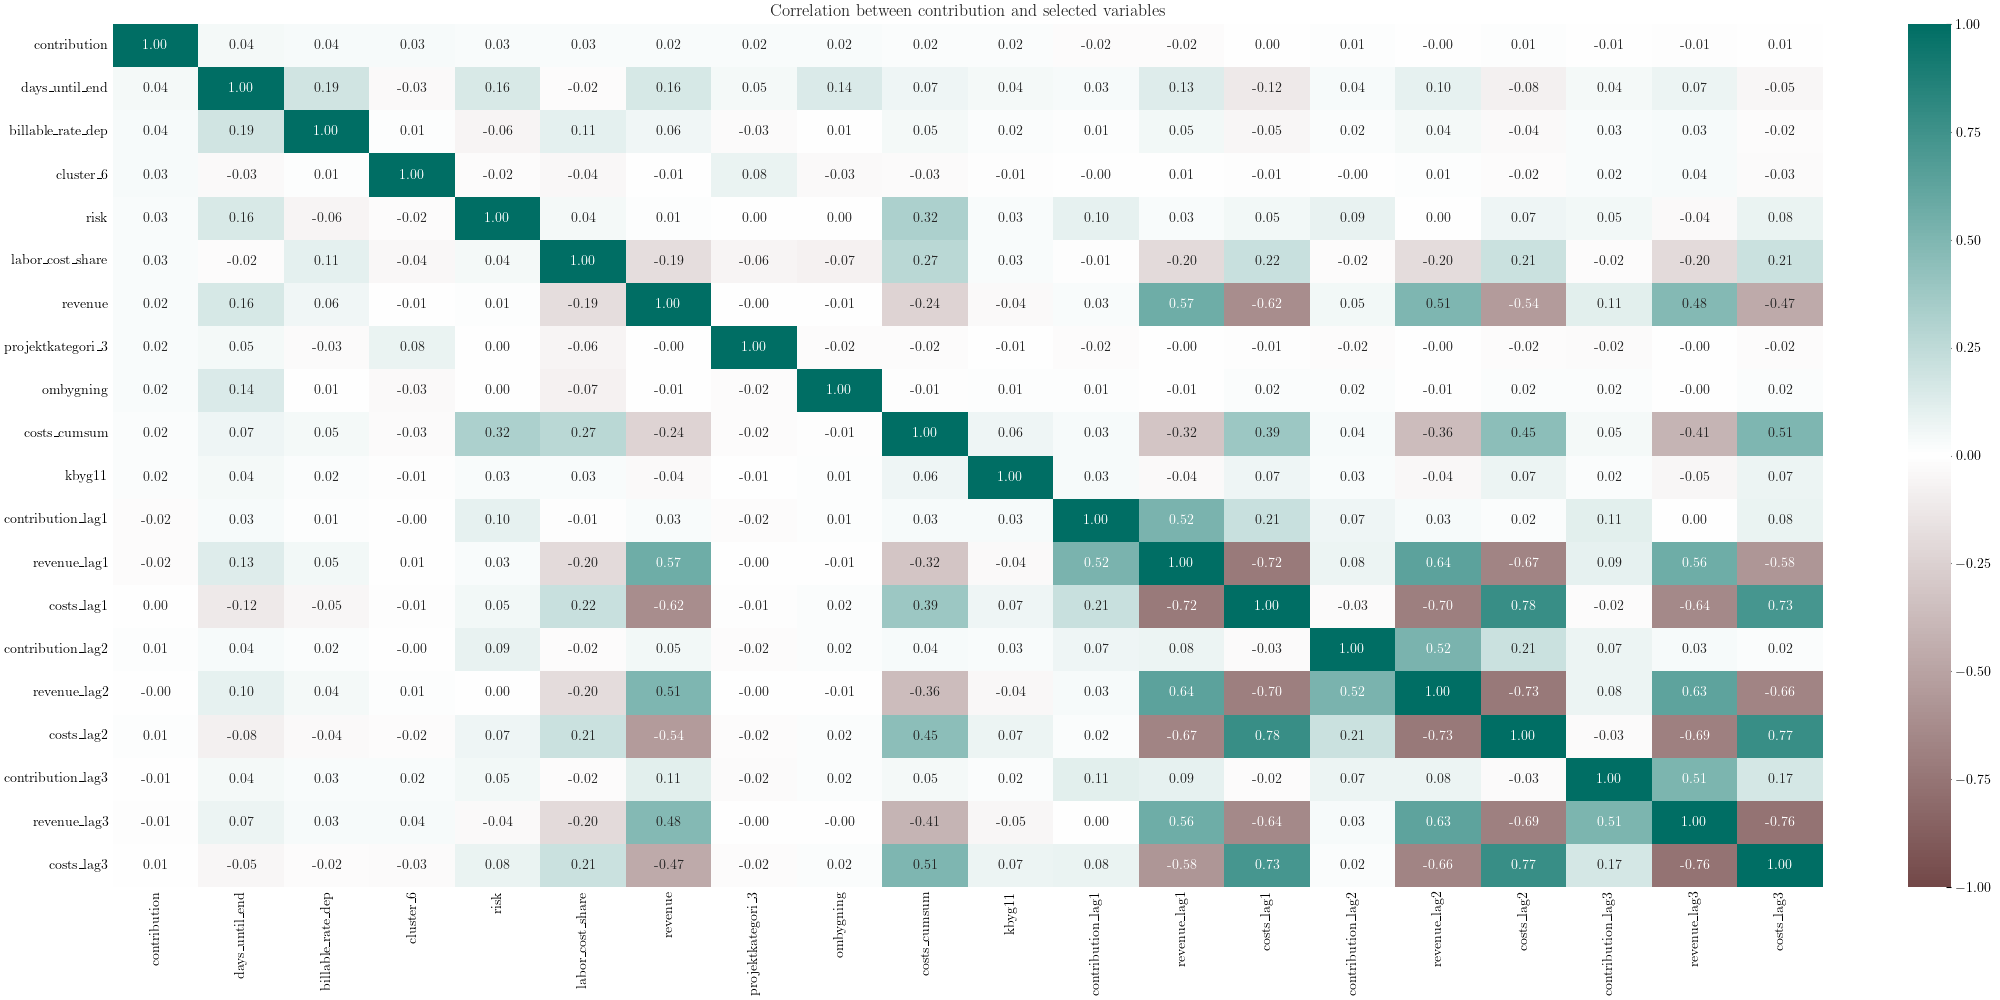 Correlation between contribution and selected variables
contribution 1.00 0.04 0.04 0.03 0.03 0.03 0.02 0.02 0.02 0.02 0.02 -0.02 -0.02 0.00 0.01 -0.00 0.01 -0.01 -0.01 0.01
days_until_end 0.04 1.00 0.19 -0.03 0.16 -0.02 0.16 0.05 0.14 0.07 0.04 0.03 0.13 -0.12 0.04 0.10 -0.08 0.04 0.07 -0.05
billable_rate_dep 0.04 0.19 1.00 0.01 -0.06 0.11 0.06 -0.03 0.01 0.05 0.02 0.01 0.05 -0.05 0.02 0.04 -0.04 0.03 0.03 -0.02
cluster_6 0.03 -0.03 0.01 1.00 -0.02 -0.04 -0.01 0.08 -0.03 -0.03 -0.01 -0.00 0.01 -0.01 -0.00 0.01 -0.02 0.02 0.04 -0.03
risk 0.03 0.16 -0.06 -0.02 1.00 0.04 0.01 0.00 0.00 0.32 0.03 0.10 0.03 0.05 0.09 0.00 0.07 0.05 -0.04 0.08
labor_cost_share 0.03 -0.02 0.11 -0.04 0.04 1.00 -0.19 -0.06 -0.07 0.27 0.03 -0.01 -0.20 0.22 -0.02 -0.20 0.21 -0.02 -0.20 0.21
revenue 0.02 0.16 0.06 -0.01 0.01 -0.19 1.00 -0.00 -0.01 -0.24 -0.04 0.03 0.57 -0.62 0.05 0.51 -0.54 0.11 0.48 -0.47
projektkategori_3 0.02 0.05 -0.03 0.08 0.00 -0.06 -0.00 1.00 -0.02 -0.02 -0.01 -0.02 -0.00 -0.01 -0.02 -0.00 -0.02 -0.02 -0.00 -0.02
ombygning 0.02 0.14 0.01 -0.03 0.00 -0.07 -0.01 -0.02 1.00 -0.01 0.01 0.01 -0.01 0.02 0.02 -0.01 0.02 0.02 -0.00 0.02
costs_cumsum 0.02 0.07 0.05 -0.03 0.32 0.27 -0.24 -0.02 -0.01 1.00 0.06 0.03 -0.32 0.39 0.04 -0.36 0.45 0.05 -0.41 0.51
kbyg11 0.02 0.04 0.02 -0.01 0.03 0.03 -0.04 -0.01 0.01 0.06 1.00 0.03 -0.04 0.07 0.03 -0.04 0.07 0.02 -0.05 0.07
contribution_lag1 -0.02 0.03 0.01 -0.00 0.10 -0.01 0.03 -0.02 0.01 0.03 0.03 1.00 0.52 0.21 0.07 0.03 0.02 0.11 0.00 0.08
revenue_lag1 -0.02 0.13 0.05 0.01 0.03 -0.20 0.57 -0.00 -0.01 -0.32 -0.04 0.52 1.00 -0.72 0.08 0.64 -0.67 0.09 0.56 -0.58
costs_lag1 0.00 -0.12 -0.05 -0.01 0.05 0.22 -0.62 -0.01 0.02 0.39 0.07 0.21 -0.72 1.00 -0.03 -0.70 0.78 -0.02 -0.64 0.73
contribution_lag2 0.01 0.04 0.02 -0.00 0.09 -0.02 0.05 -0.02 0.02 0.04 0.03 0.07 0.08 -0.03 1.00 0.52 0.21 0.07 0.03 0.02
revenue_lag2 -0.00 0.10 0.04 0.01 0.00 -0.20 0.51 -0.00 -0.01 -0.36 -0.04 0.03 0.64 -0.70 0.52 1.00 -0.73 0.08 0.63 -0.66
costs_lag2 0.01 -0.08 -0.04 -0.02 0.07 0.21 -0.54 -0.02 0.02 0.45 0.07 0.02 -0.67 0.78 0.21 -0.73 1.00 -0.03 -0.69 0.77
contribution_lag3 -0.01 0.04 0.03 0.02 0.05 -0.02 0.11 -0.02 0.02 0.05 0.02 0.11 0.09 -0.02 0.07 0.08 -0.03 1.00 0.51 0.17
revenue_lag3 -0.01 0.07 0.03 0.04 -0.04 -0.20 0.48 -0.00 -0.00 -0.41 -0.05 0.00 0.56 -0.64 0.03 0.63 -0.69 0.51 1.00 -0.76
costs_lag3 0.01 -0.05 -0.02 -0.03 0.08 0.21 -0.47 -0.02 0.02 0.51 0.07 0.08 -0.58 0.73 0.02 -0.66 0.77 0.17 -0.76 1.00
contribution
days_until_end
billable_rate_dep
cluster_6
risk
labor_cost_share
revenue
projektkategori_3
ombygning
costs_cumsum
kbyg11
contribution_lag1
revenue_lag1
costs_lag1
contribution_lag2
revenue_lag2
costs_lag2
contribution_lag3
revenue_lag3
costs_lag3
1.00
0.75
0.50
0.25
0.00
−0.25
−0.50
−0.75
−1.00